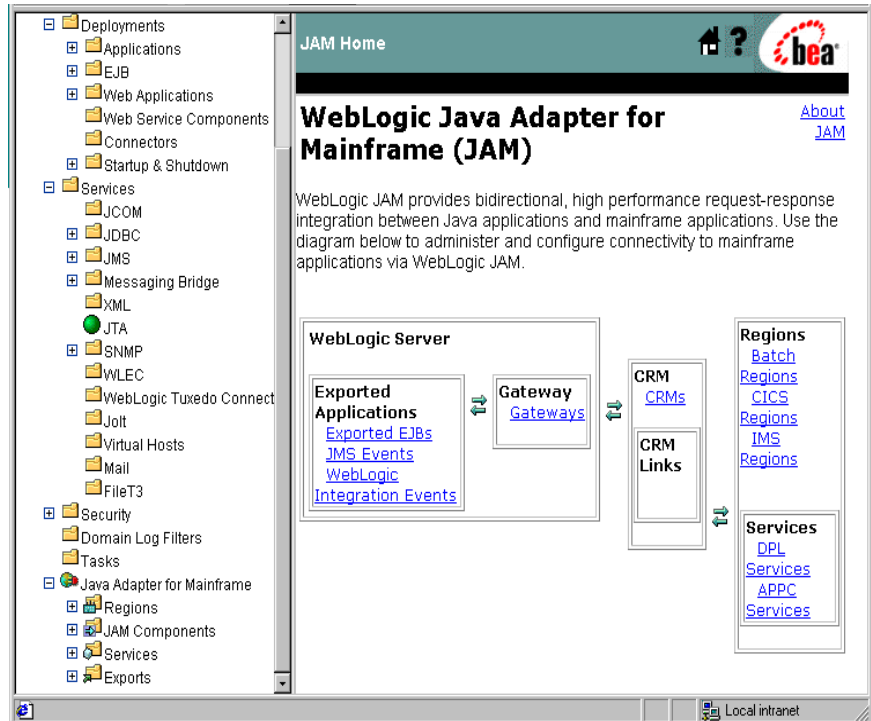 Deployments
Applications
EJB
Web Applications
Web Service Components
Connectors
Startup & Shutdown
Services
JCOM
JDBC
JMS
Messaging Bridge
XML
JTA
SNMP
WLEC
WebLogic Tuxedo Connect
Jolt
Virtual Hosts
Mail
FileT3
Security
Domain Log Filters
Tasks
Java Adapter for Mainframe
Regions
JAM Components
Services
Exports
JAM Home
?
bea
WebLogic Java Adapter for
Mainframe (JAM)
About
JAM
WebLogic JAM provides bidirectional, high performance request-response
integration between Java applications and mainframe applications. Use the
diagram below to administer and configure connectivity to mainframe
applications via WebLogic JAM.
WebLogic Server
Exported
Applications
Exported EJBs
JMS Events
WebLogic
Integration Events
Gateway
Gateways
CRM
CRMs
CRM
Links
Regions
Batch
Regions
CICS
Regions
IMS
Regions
Services
DPL
Services
APPC
Services
Local intranet